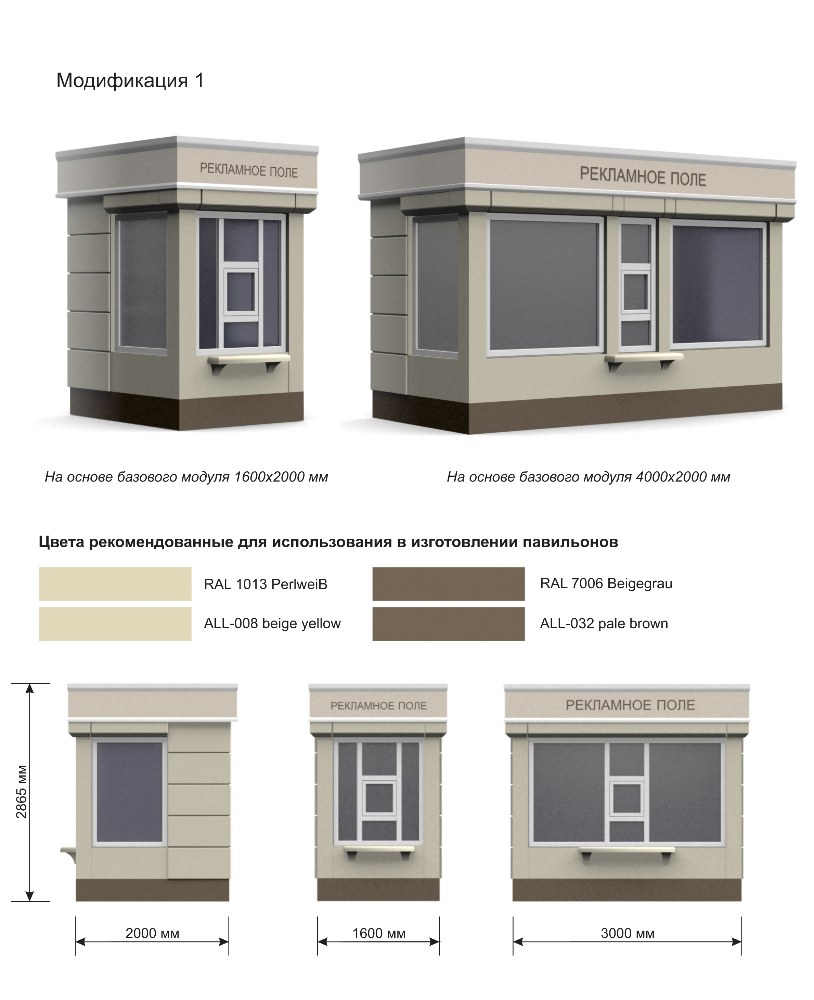 Модификация 1
РЕКЛАМНОЕ ПОЛЕ
РЕКЛАМНОЕ ПОЛЕ
На основе базового модуля 1600х2000 мм
На основе базового модуля 4000х2000 мм
Цвета рекомендованные для использования в изготовлении павильонов
RAL 1013 PerlweiB
RAL 7006 Beigegrau
ALL-008 beige yellow
ALL-032 pale brown
РЕКЛАМНОЕ ПОЛЕ
РЕКЛАМНОЕ ПОЛЕ
2865 мм
2000 мм
1600 мм
3000 мм